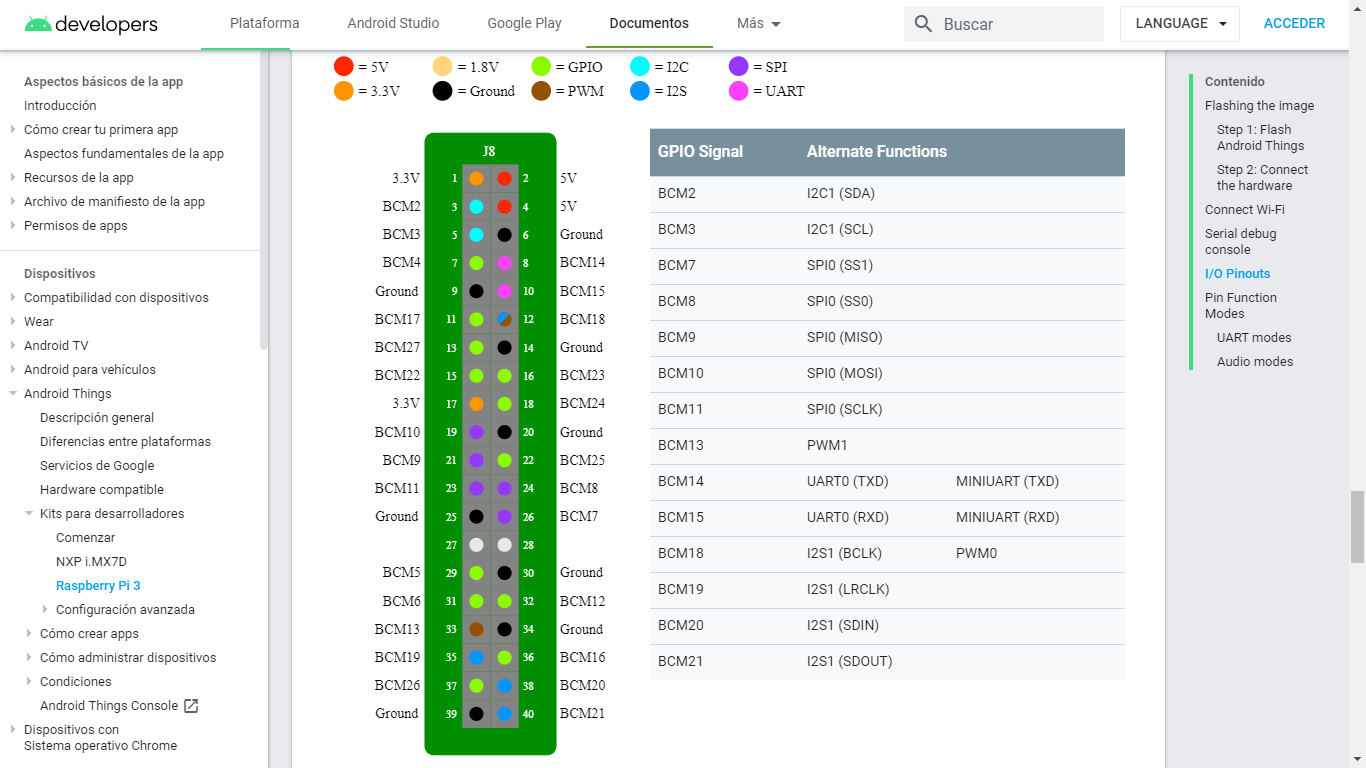 developers
Plataforma
Android Studio
Google Play
Documentos
Más
Buscar
LANGUAGE
ACCEDER
Aspectos básicos de la app
Introducción
Cómo crear tu primera app
Aspectos fundamentales de la app
Recursos de la app
Archivo de manifiesto de la app
Permisos de apps
Dispositivos
Compatibilidad con dispositivos
Wear
Android TV
Android para vehículos
Android Things
Descripción general
Diferencias entre plataformas
Servicios de Google
Hardware compatible
Kits para desarrolladores
Comenzar
NXP i.MX7D
Raspberry Pi 3
Configuración avanzada
Cómo crear apps
Cómo administrar dispositivos
Condiciones
Android Things Console
Dispositivos con
Sistema operativo Chrome
= 5V = 1.8V = GPIO = I2C = SPI
= 3.3V = Ground = PWM = I2S = UART
J8
3.3V 1 2 5V
BCM2 3 4 5V
BCM3 5 6 Ground
BCM4 7 8 BCM14
Ground 9 10 BCM15
BCM17 11 12 BCM18
BCM27 13 14 Ground
BCM22 15 16 BCM23
3.3V 17 18 BCM24
BCM10 19 20 Ground
BCM9 21 22 BCM25
BCM11 23 24 BCM8
Ground 25 26 BCM7
27 28
BCM5 29 30 Ground
BCM6 31 32 BCM12
BCM13 33 34 Ground
BCM19 35 36 BCM16
BCM26 37 38 BCM20
Ground 39 40 BCM21
GPIO Signal Alternate Functions
BCM2 I2C1 (SDA)
BCM3 I2C1 (SCL)
BCM7 SPI0 (SS1)
BCM8 SPI0 (SS0)
BCM9 SPI0 (MISO)
BCM10 SPI0 (MOSI)
BCM11 SPI0 (SCLK)
BCM13 PWM1
BCM14 UART0 (TXD) MINIUART (TXD)
BCM15 UART0 (RXD) MINIUART (RXD)
BCM18 I2S1 (BCLK) PWM0
BCM19 I2S1 (LRCLK)
BCM20 I2S1 (SDIN)
BCM21 I2S1 (SDOUT)
Contenido
Flashing the image
Step 1: Flash
Android Things
Step 2: Connect
the hardware
Connect Wi-Fi
Serial debug
console
I/O Pinouts
Pin Function
Modes
UART modes
Audio modes